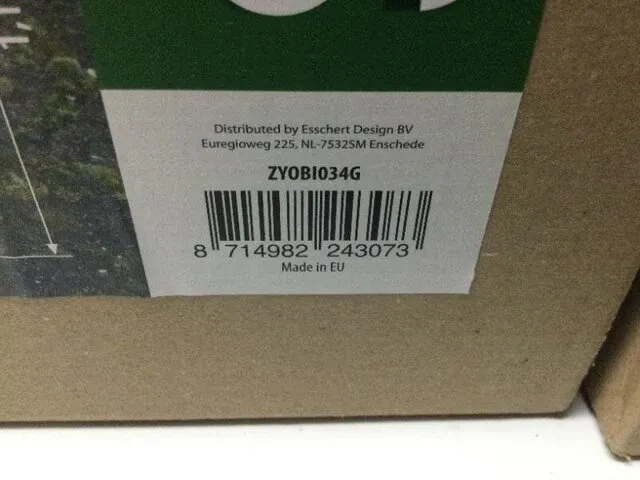 Distributed by Esschert Design BV
Euregioweg 225, NL-7532SM Enschede
ZYOBI034G
8 714982 243073
Made in EU